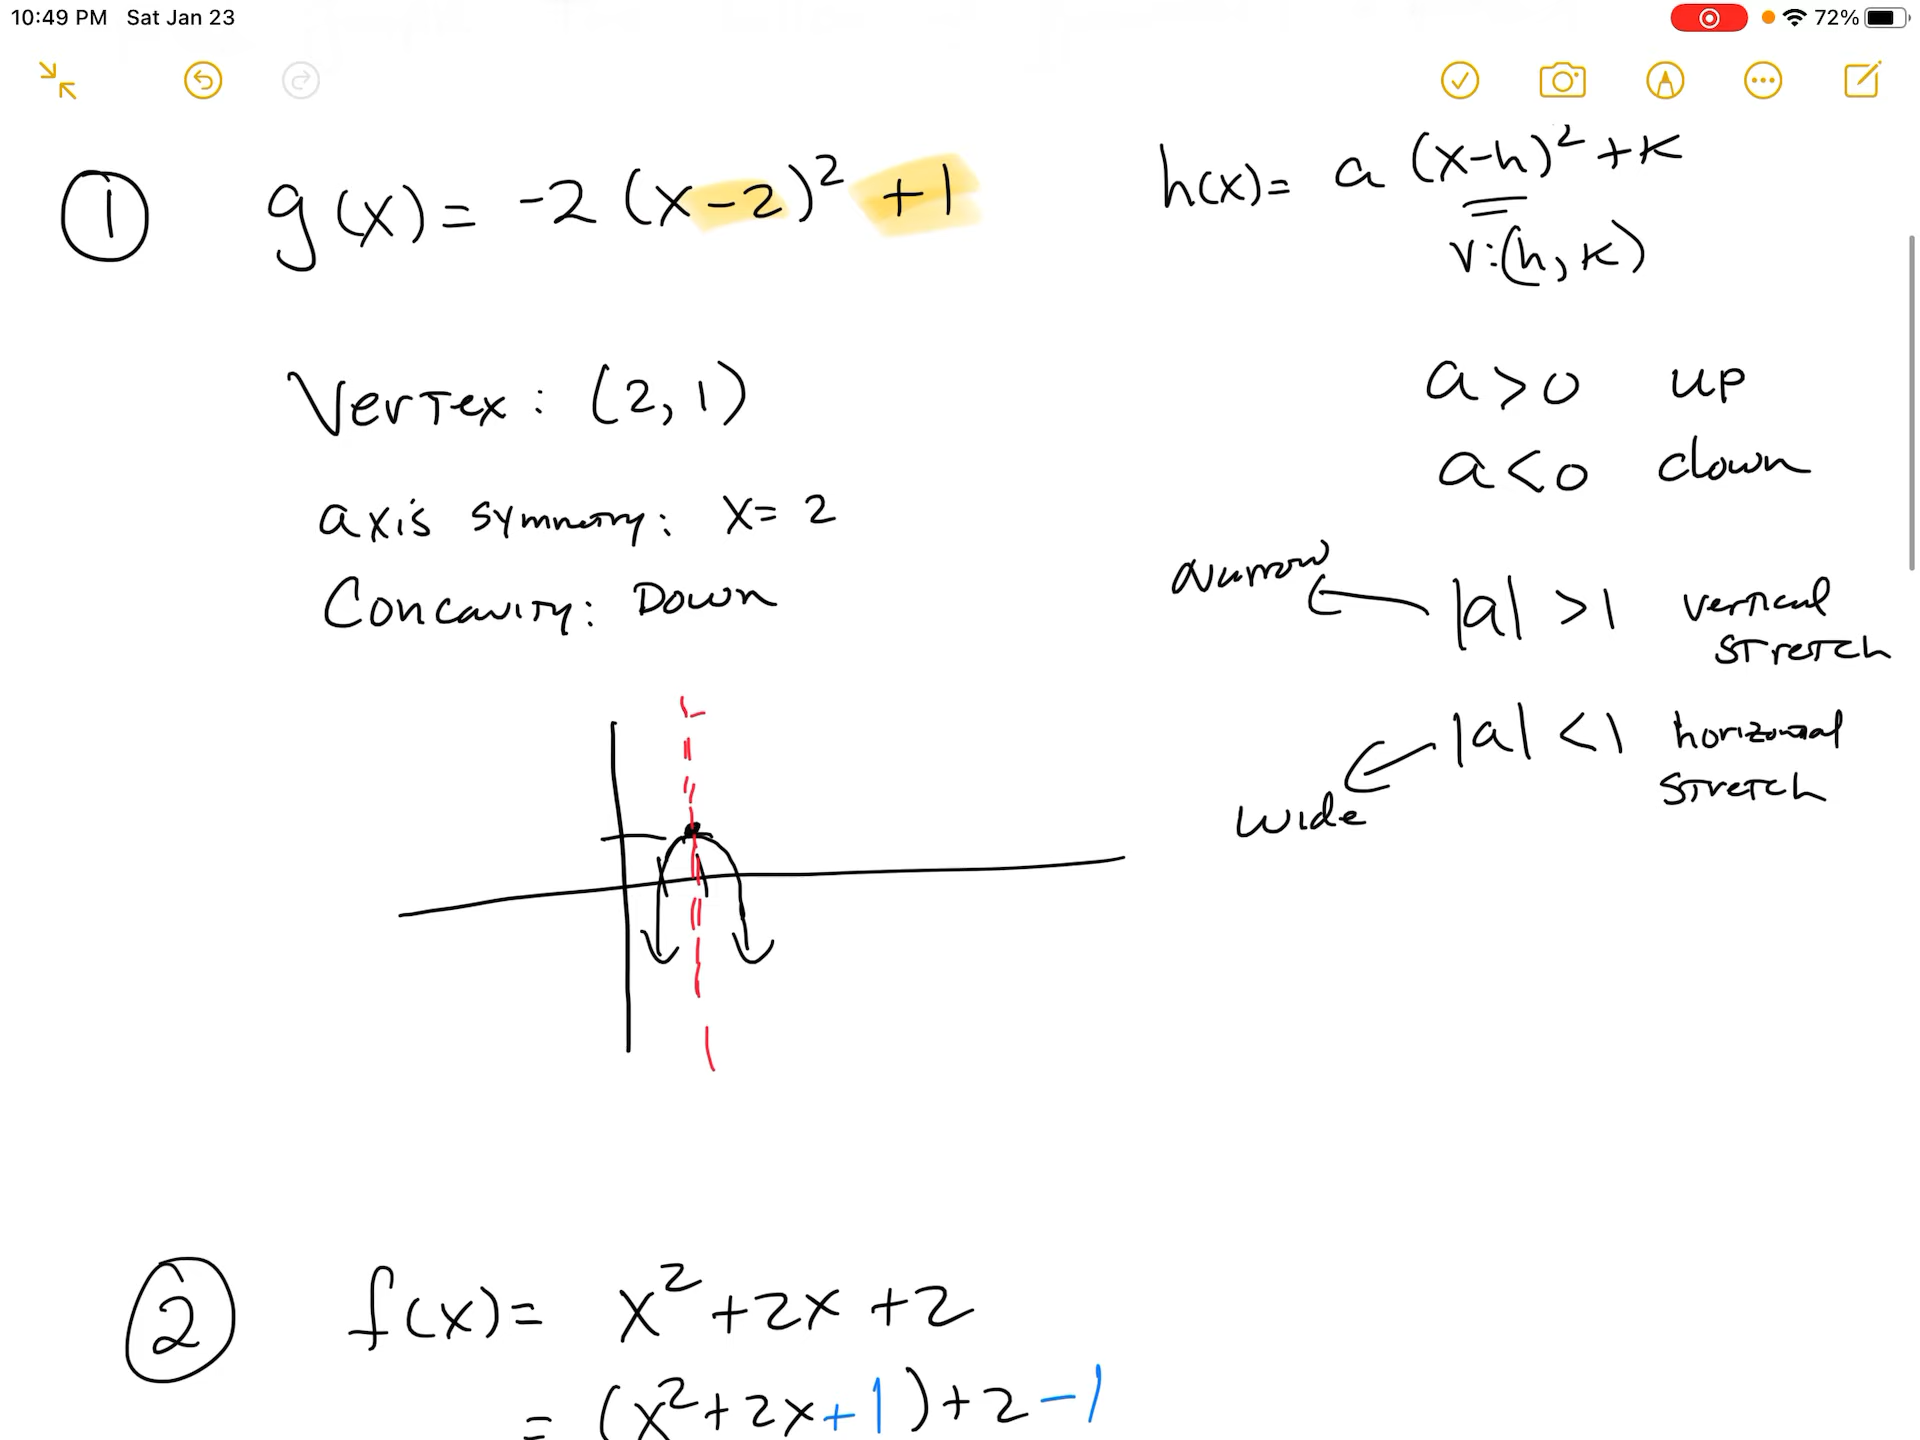 10:49 PM Sat Jan 23
72%
① g(x) = -2 (x-2)² +1
h(x) = a (x-h)² +k
v:(h, k)
Vertex: (2, 1)
a>0 up
a<0 down
axis symmetry: x= 2
Concavity: Down
narrow ← |a| >1 vertical
stretch
|a| <1 horizontal
stretch
wide
② f(x)= x² +2x +2
= (x²+2x+1)+2-1